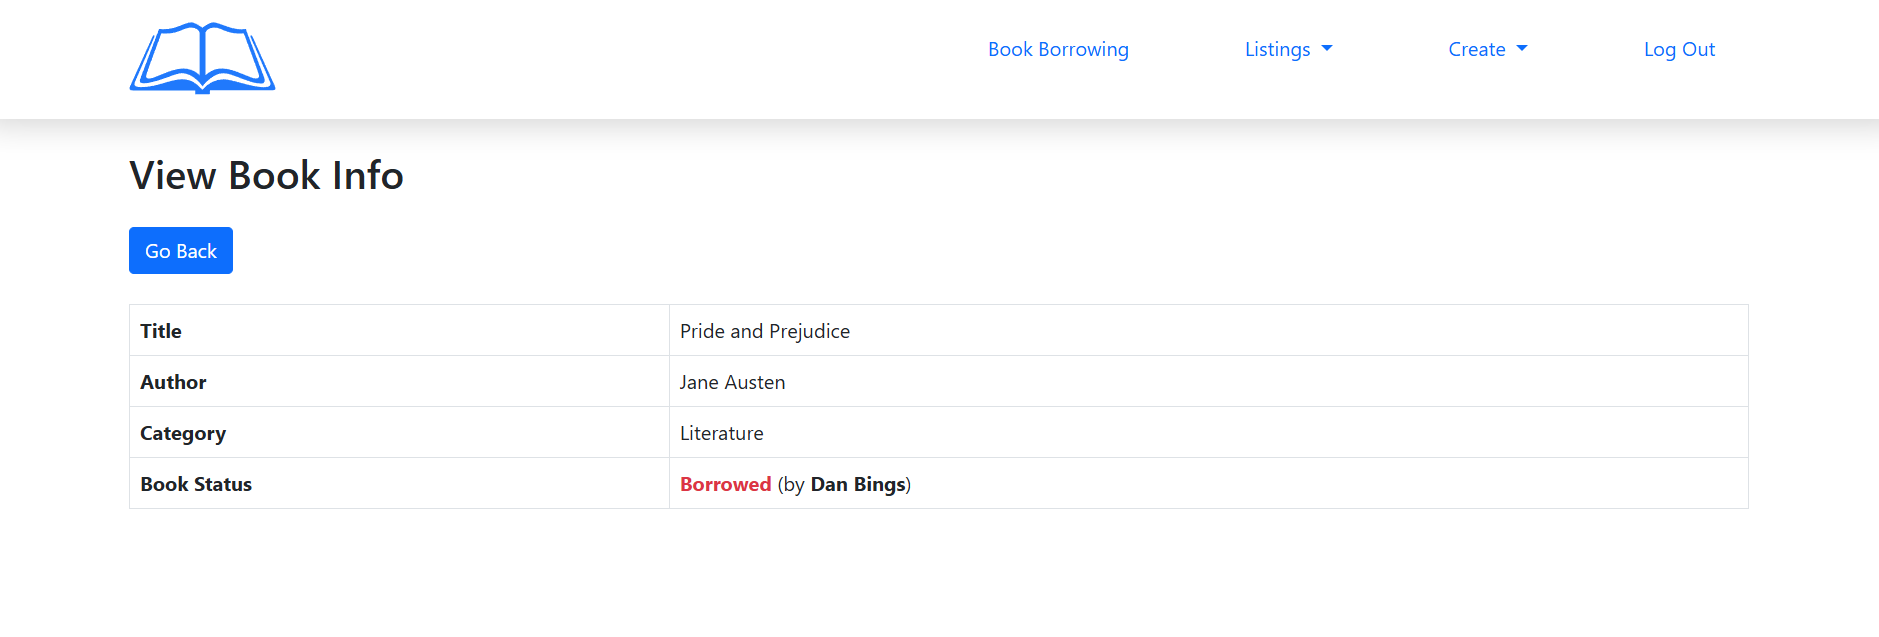 Book Borrowing Listings Create Log Out
View Book Info
Go Back
Title Pride and Prejudice
Author Jane Austen
Category Literature
Book Status Borrowed (by Dan Bings)